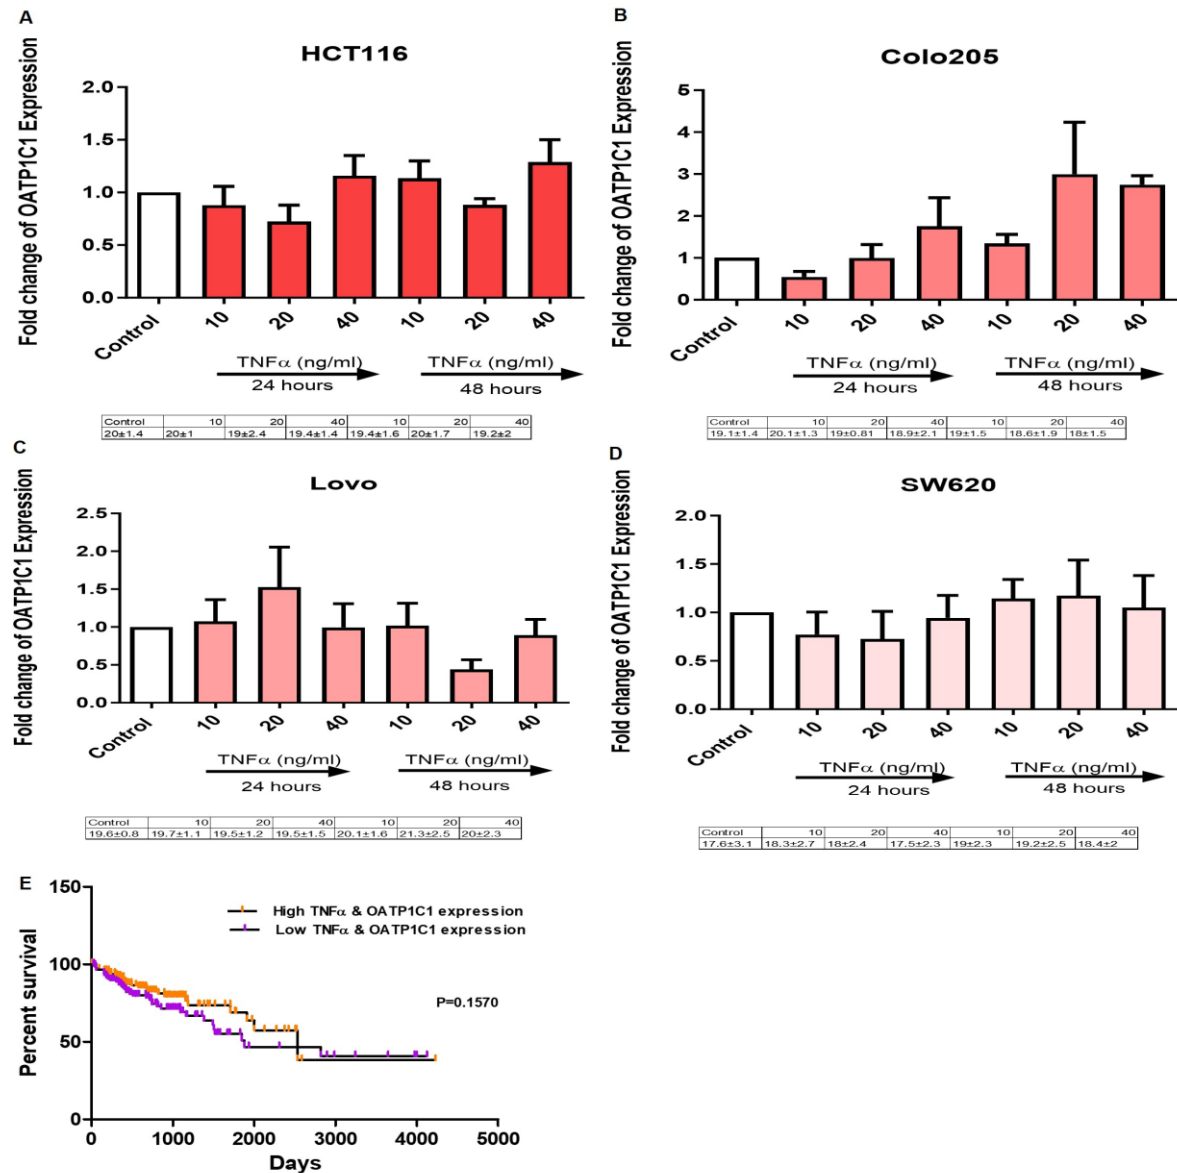 A
HCT116
Fold change of OATP1C1 Expression
2.0
1.5
1.0
0.5
0.0
Control 10 20 40 10 20 40
TNFα (ng/ml) TNFα (ng/ml)
24 hours 48 hours
Control 10 20 40 10 20 40
20±1.4 20±1 19±2.4 19.4±1.4 19.4±1.6 20±1.7 19.2±2
B
Colo205
Fold change of OATP1C1 Expression
5
4
3
2
1
0
Control 10 20 40 10 20 40
TNFα (ng/ml) TNFα (ng/ml)
24 hours 48 hours
Control 10 20 40 10 20 40
19.1±1.4 20.1±1.3 19±0.81 18.9±2.1 19±1.5 18.6±1.9 18±1.5
C
Lovo
Fold change of OATP1C1 Expression
2.5
2.0
1.5
1.0
0.5
0.0
Control 10 20 40 10 20 40
TNFα (ng/ml) TNFα (ng/ml)
24 hours 48 hours
Control 10 20 40 10 20 40
19.6±0.8 19.7±1.1 19.5±1.2 19.5±1.5 20.1±1.6 21.3±2.5 20±2.3
D
SW620
Fold change of OATP1C1 Expression
2.0
1.5
1.0
0.5
0.0
Control 10 20 40 10 20 40
TNFα (ng/ml) TNFα (ng/ml)
24 hours 48 hours
Control 10 20 40 10 20 40
17.6±3.1 18.3±2.7 18±2.4 17.5±2.3 19±2.3 19.2±2.5 18.4±2
E
Percent survival
150
100
50
0
High TNFα & OATP1C1 expression
Low TNFα & OATP1C1 expression
P=0.1570
0 1000 2000 3000 4000 5000
Days